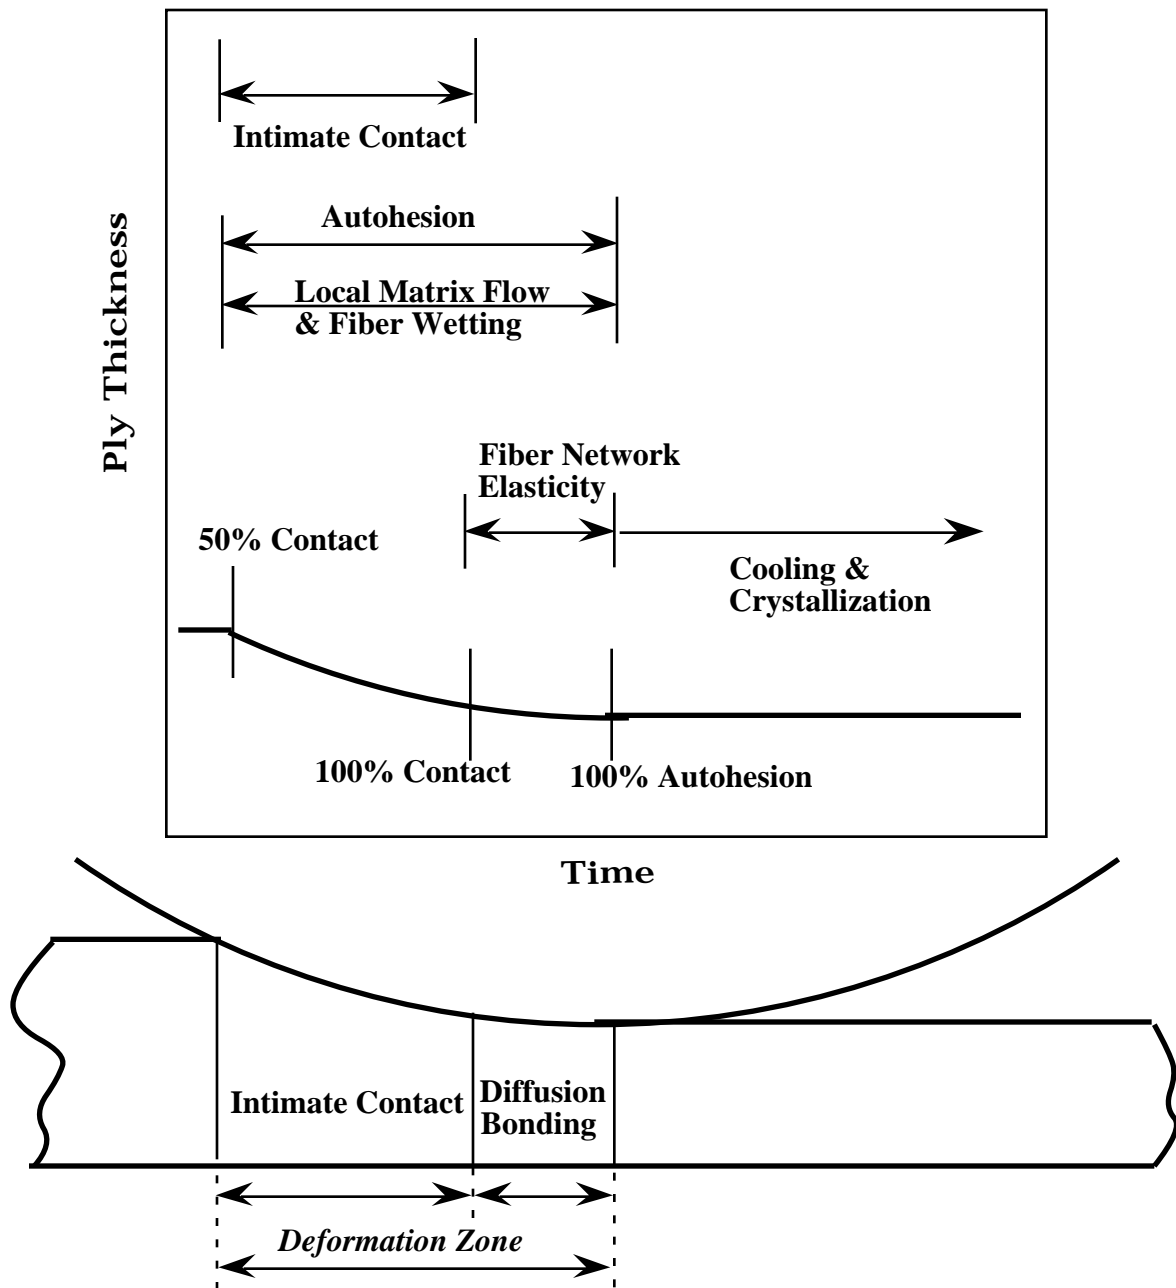 Intimate Contact
Autohesion
Local Matrix Flow
& Fiber Wetting
Ply Thickness
Fiber Network
Elasticity
50% Contact
Cooling &
Crystallization
100% Contact
100% Autohesion
Time
Intimate Contact
Diffusion
Bonding
Deformation Zone